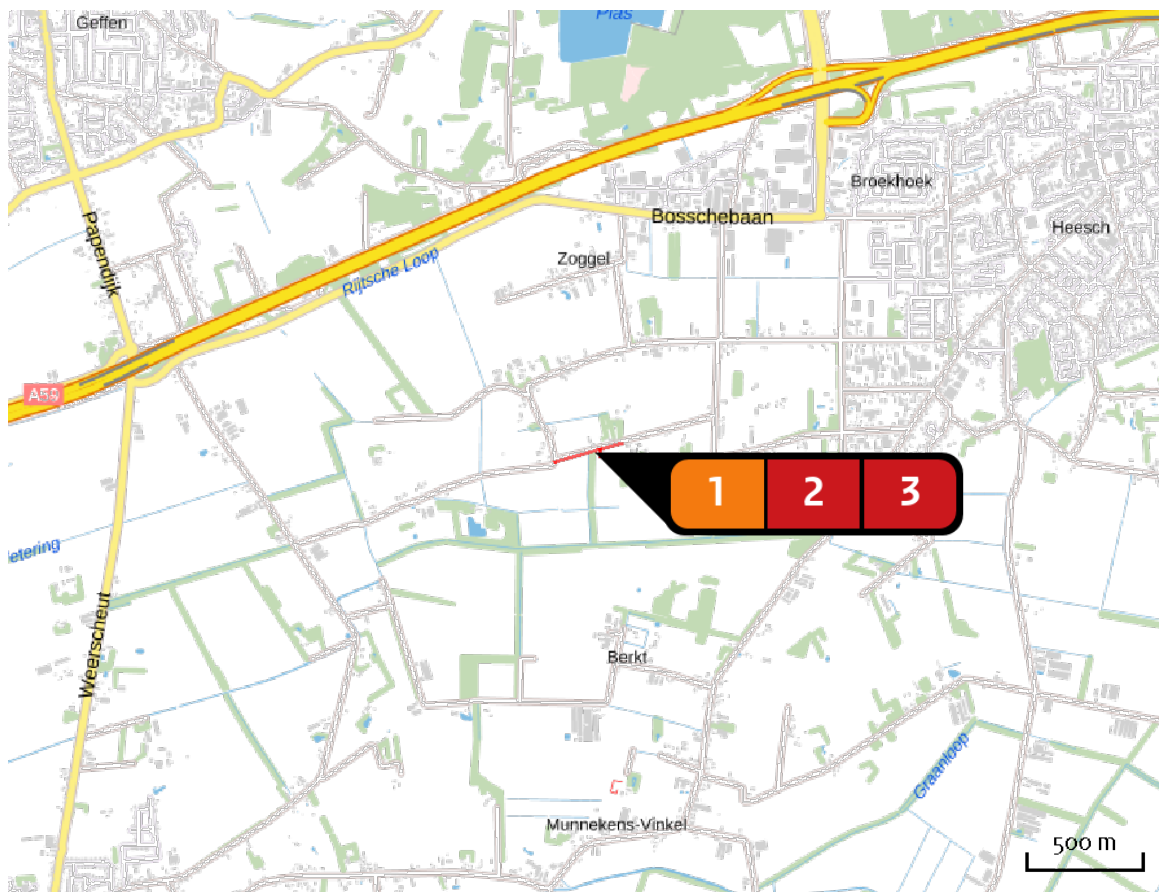 Geffen
Plas
Broekhoek
Papendijk
Bosschebaan
Heesch
Rijtsche Loop
Zoggel
A59
1 2 3
etering
Weerscheut
Berkt
Graanloop
Munnekens-Vinkel
500 m